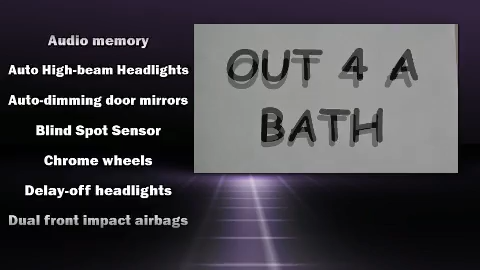 Audio memory
Auto High-beam Headlights
Auto-dimming door mirrors
Blind Spot Sensor
Chrome wheels
Delay-off headlights
Dual front impact airbags
OUT 4 A
BATH